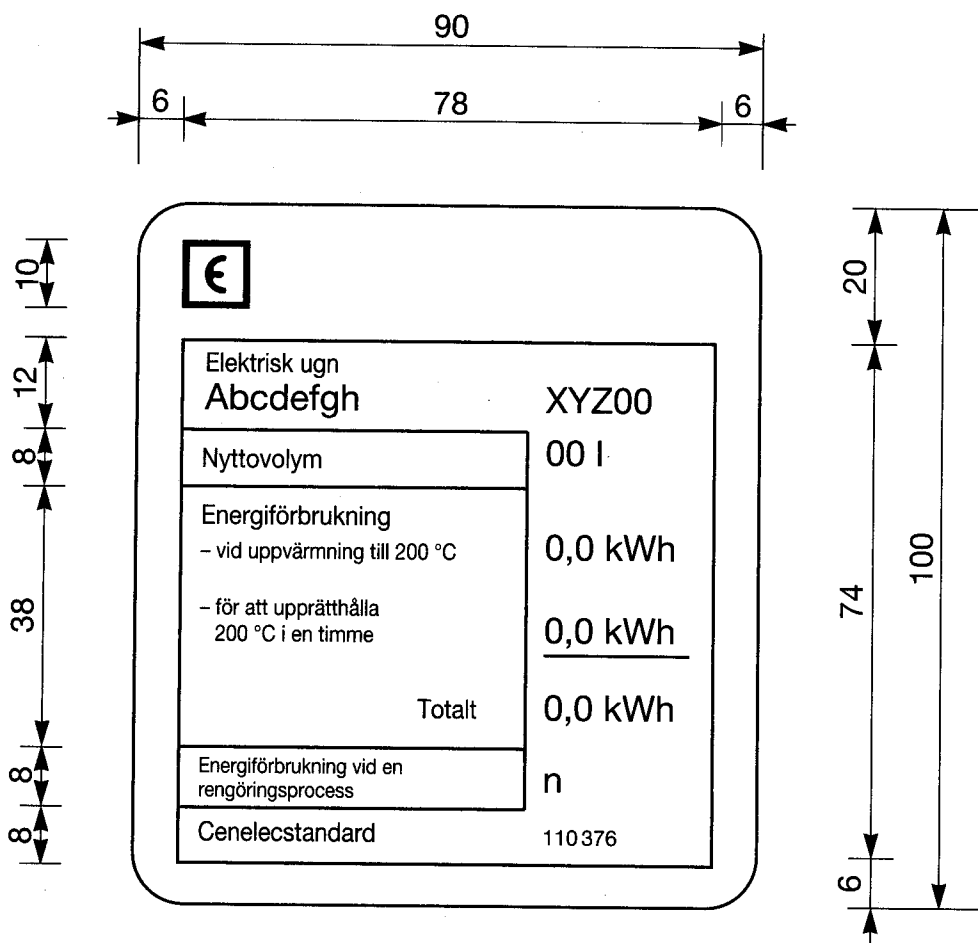 90
6 78 6
10
20
Є
12
Elektrisk ugn
Abcdefgh XYZ00
8
Nyttovolym 00 l
Energiförbrukning
– vid uppvärmning till 200 °C 0,0 kWh
100
38
74
– för att upprätthålla
200 °C i en timme 0,0 kWh
Totalt 0,0 kWh
8
Energiförbrukning vid en
rengöringsprocess n
8
Cenelecstandard 110 376
6